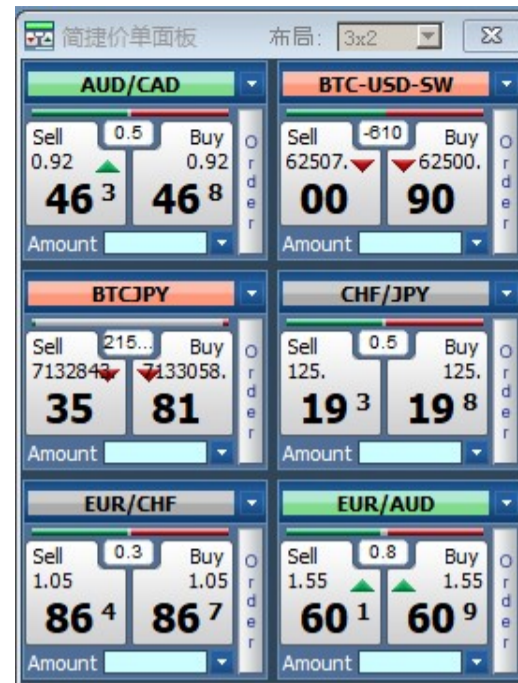 简捷价单面板 布局: 3x2
AUD/CAD
Sell 0.5 Buy
0.92 0.92
46 3 46 8
Order
Amount
BTC-USD-SW
Sell -610 Buy
62507. 62500.
00 90
Order
Amount
BTCJPY
Sell 215... Buy
7132843. 7133058.
35 81
Order
Amount
CHF/JPY
Sell 0.5 Buy
125. 125.
19 3 19 8
Order
Amount
EUR/CHF
Sell 0.3 Buy
1.05 1.05
86 4 86 7
Order
Amount
EUR/AUD
Sell 0.8 Buy
1.55 1.55
60 1 60 9
Order
Amount